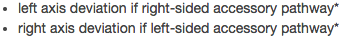 • left axis deviation if right-sided accessory pathway*
• right axis deviation if left-sided accessory pathway*